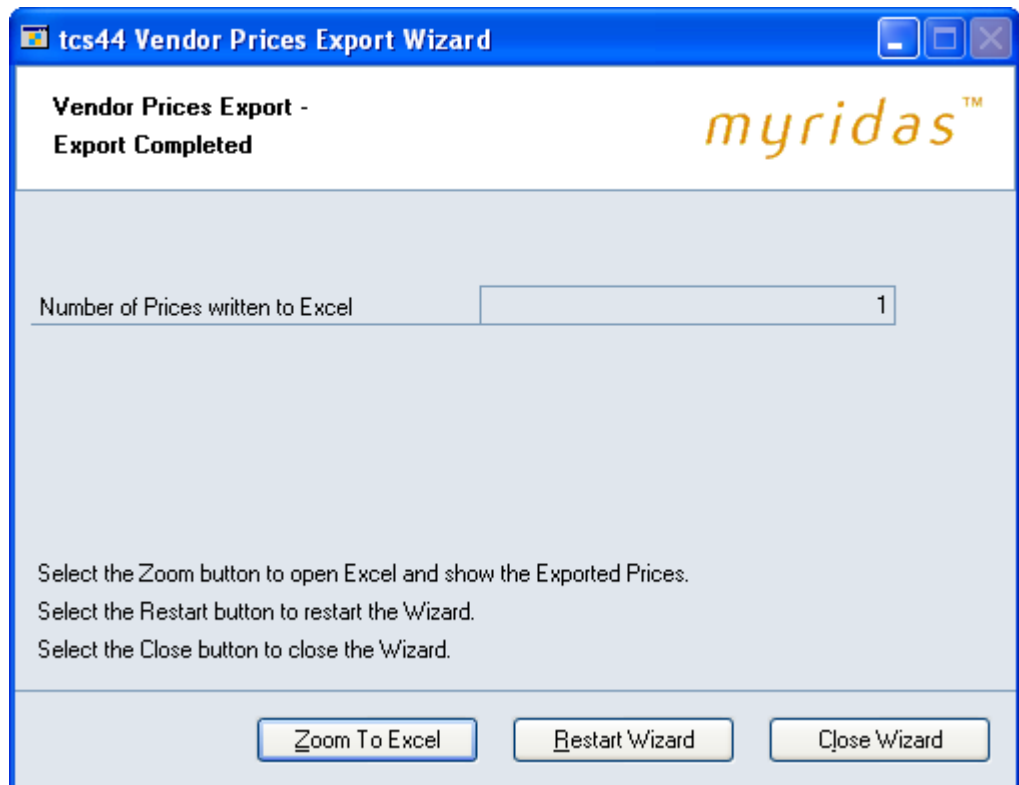 tcs44 Vendor Prices Export Wizard
Vendor Prices Export -
Export Completed
myridas™
Number of Prices written to Excel 1
Select the Zoom button to open Excel and show the Exported Prices.
Select the Restart button to restart the Wizard.
Select the Close button to close the Wizard.
Zoom To Excel Restart Wizard Close Wizard